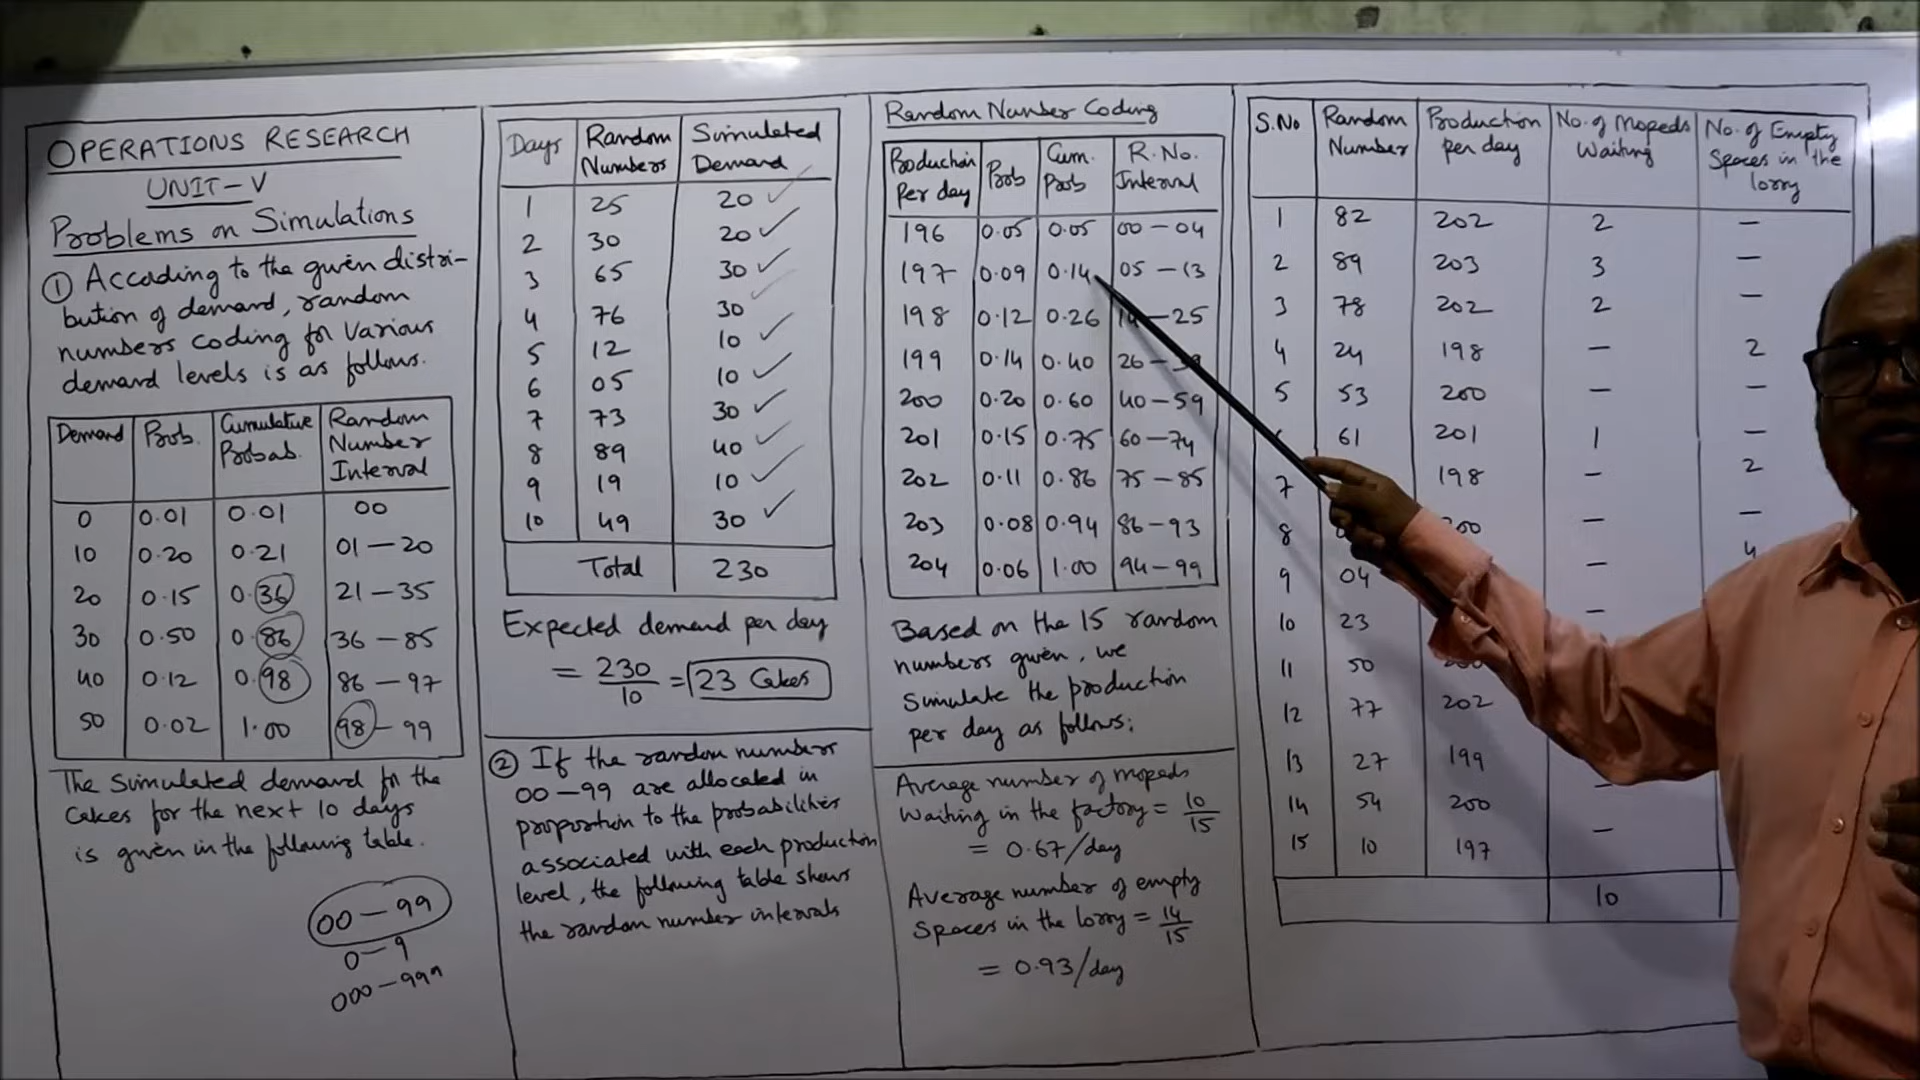 OPERATIONS RESEARCH
UNIT-V
Problems on Simulations
① According to the given distri-
bution of demand, random
numbers coding for various
demand levels is as follows.
Demand Prob. Cumulative Probab. Random Number Interval
0 0.01 0.01 00
10 0.20 0.21 01-20
20 0.15 0.36 21-35
30 0.50 0.86 36-85
40 0.12 0.98 86-97
50 0.02 1.00 98-99
The simulated demand for the
Cakes for the next 10 days
is given in the following table.
00-99
0-9
000-999
Days Random Numbers Simulated Demand
1 25 20 ✓
2 30 20 ✓
3 65 30 ✓
4 76 30 ✓
5 12 10 ✓
6 05 10 ✓
7 73 30 ✓
8 89 40 ✓
9 19 10 ✓
10 49 30 ✓
Total 230
Expected demand per day
= 230/10 = 23 Cakes
② If the random numbers
00-99 are allocated in
proportion to the probabilities
associated with each production
level, the following table shows
the random number intervals
Random Number Coding
Production Per day Prob Cum. Prob R. No. Interval
196 0.05 0.05 00-04
197 0.09 0.14 05-13
198 0.12 0.26 -25
199 0.14 0.40 26-
200 0.20 0.60 40-59
201 0.15 0.75 60-74
202 0.11 0.86 75-85
203 0.08 0.94 86-93
204 0.06 1.00 94-99
Based on the 15 random
numbers given, we
simulate the production
per day as follows:
Average number of mopeds
waiting in the factory = 10/15
= 0.67/day
Average number of empty
Spaces in the lorry = 14/15
= 0.93/day
S.No Random Number Production per day No. of Mopeds Waiting No. of Empty Spaces in the lorry
1 82 202 2 —
2 89 203 3 —
3 78 202 2 —
4 24 198 — 2
5 53 200 — —
61 201 1 —
7 198 — 2
8 — —
9 04 — 4
10 23 —
11 50
12 77 202
13 27 199
14 54 200 —
15 10 197 —
10